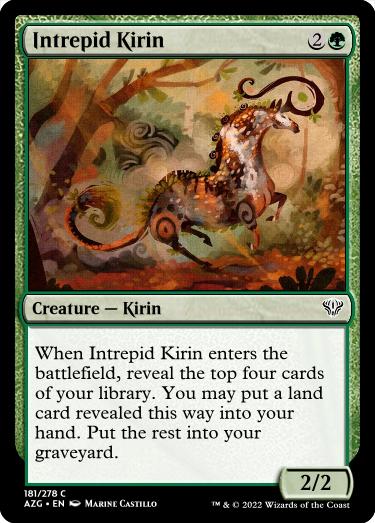 Intrepid Kirin 2
Creature — Kirin
When Intrepid Kirin enters the
battlefield, reveal the top four cards
of your library. You may put a land
card revealed this way into your
hand. Put the rest into your
graveyard.
2/2
181/278 C
AZG • EN Marine Castillo
™ & © 2022 Wizards of the Coast